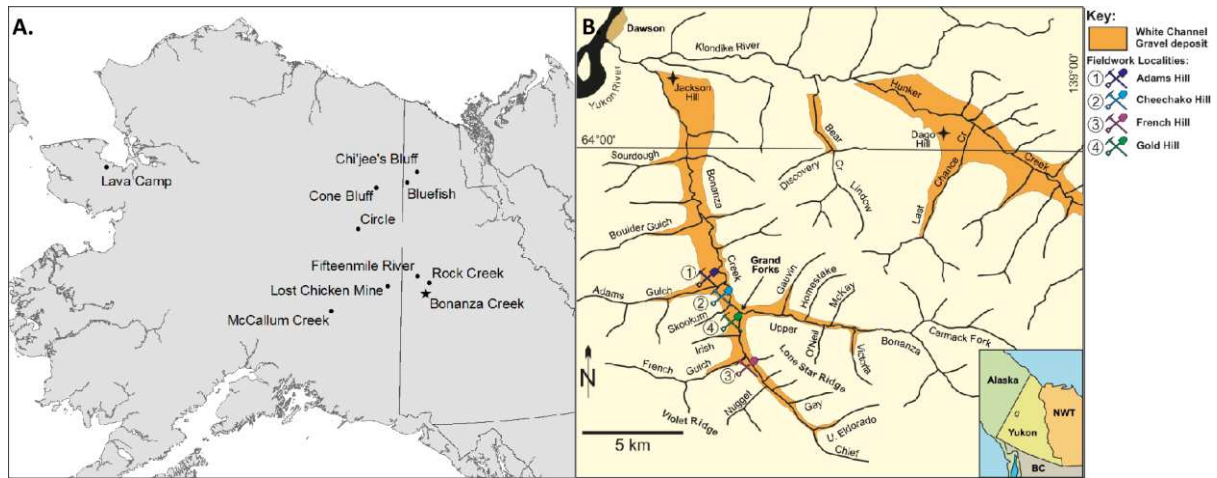 A.
Chi'jee's Bluff
Lava Camp
Cone Bluff
Bluefish
Circle
Fifteenmile River
Rock Creek
Lost Chicken Mine
Bonanza Creek
McCallum Creek
B
Dawson
Klondike River
Yukon River
Jackson
Hill
Hunker
139°00'
64°00'
Bear
Cr
Dago
Hill
Cr
Creek
Sourdough
Bonanza
Discovery
Lindow
Chance
Last
Boulder Gulch
Creek
Grand
Forks
Gauvin
Homestake
McKay
1
Adams
Gulch
2
Skookum
4
Upper
O'Neil
Victoria
Bonanza
Carmack Fork
Irish
French
Gulch
3
Lone Star Ridge
Nugget
Gay
Violet Ridge
U. Eldorado
Chief
N
5 km
Alaska
Yukon
NWT
BC
Key:
White Channel
Gravel deposit
Fieldwork Localities:
1 Adams Hill
2 Cheechako Hill
3 French Hill
4 Gold Hill